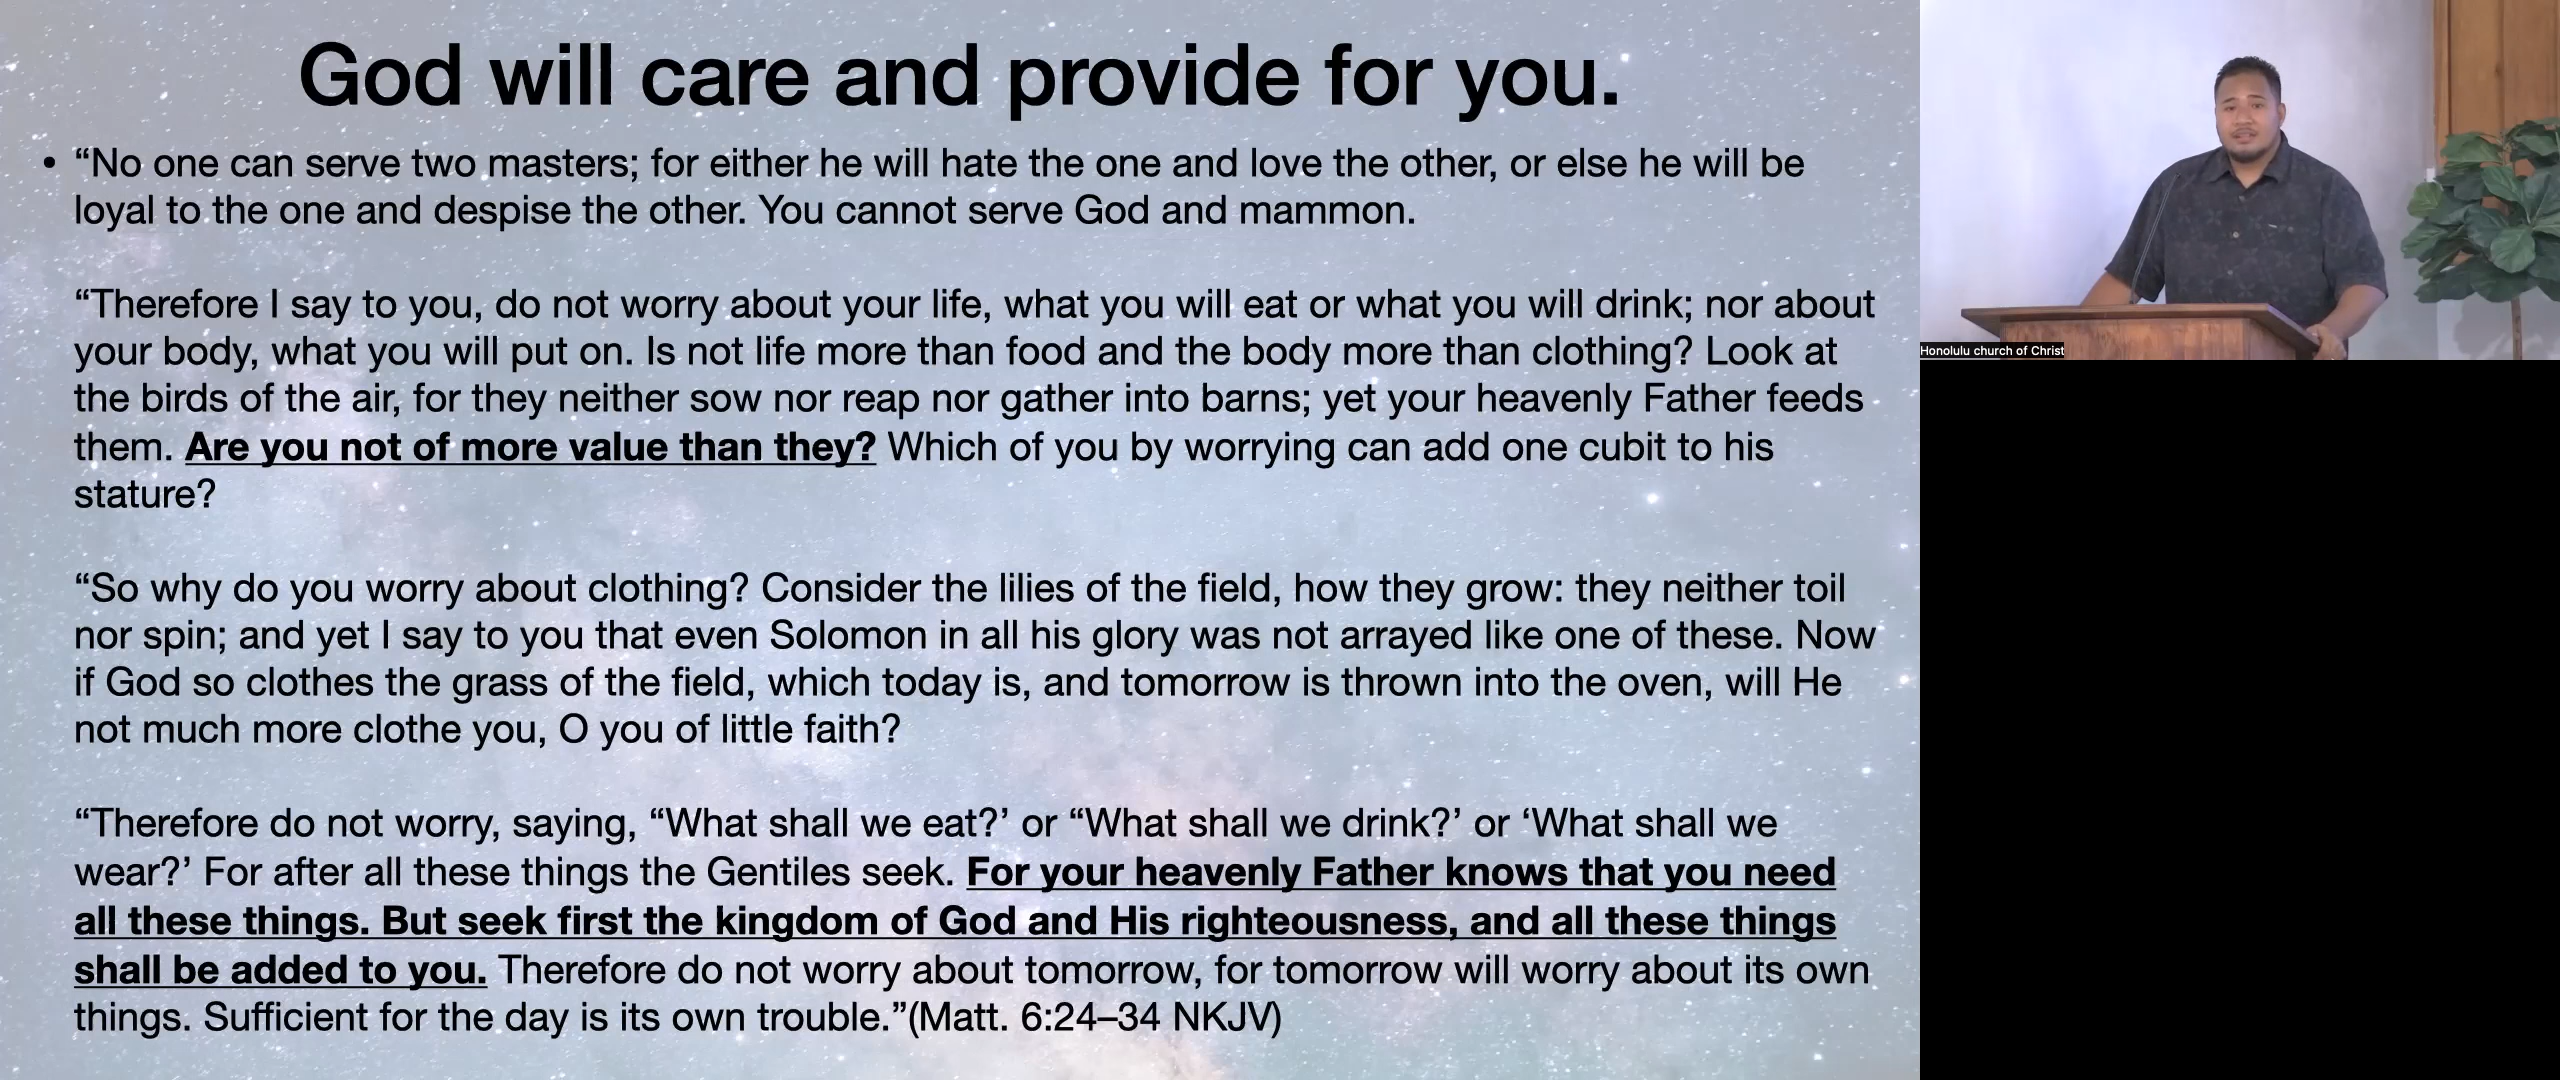 God will care and provide for you.
• “No one can serve two masters; for either he will hate the one and love the other, or else he will be
loyal to the one and despise the other. You cannot serve God and mammon.
“Therefore I say to you, do not worry about your life, what you will eat or what you will drink; nor about
your body, what you will put on. Is not life more than food and the body more than clothing? Look at
the birds of the air, for they neither sow nor reap nor gather into barns; yet your heavenly Father feeds
them. Are you not of more value than they? Which of you by worrying can add one cubit to his
stature?
“So why do you worry about clothing? Consider the lilies of the field, how they grow: they neither toil
nor spin; and yet I say to you that even Solomon in all his glory was not arrayed like one of these. Now
if God so clothes the grass of the field, which today is, and tomorrow is thrown into the oven, will He
not much more clothe you, O you of little faith?
“Therefore do not worry, saying, “What shall we eat?’ or “What shall we drink?’ or ‘What shall we
wear?’ For after all these things the Gentiles seek. For your heavenly Father knows that you need
all these things. But seek first the kingdom of God and His righteousness, and all these things
shall be added to you. Therefore do not worry about tomorrow, for tomorrow will worry about its own
things. Sufficient for the day is its own trouble.”(Matt. 6:24–34 NKJV)
Honolulu church of Christ